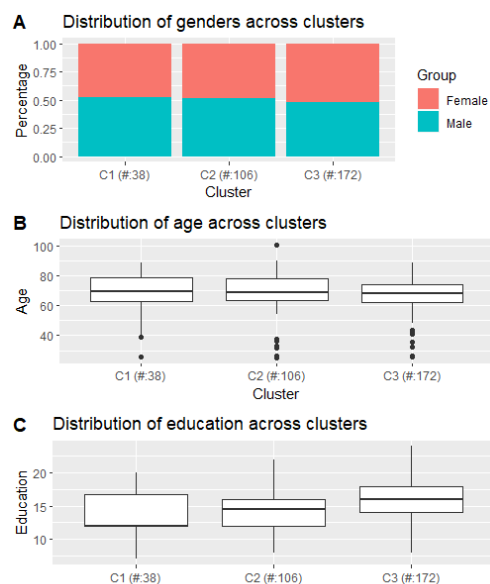 A Distribution of genders across clusters
1.00
0.75
0.50
0.25
0.00
Percentage
C1 (#:38) C2 (#:106) C3 (#:172)
Cluster
Group
Female
Male
B Distribution of age across clusters
100
80
60
40
Age
C1 (#:38) C2 (#:106) C3 (#:172)
Cluster
C Distribution of education across clusters
20
15
10
Education
C1 (#:38) C2 (#:106) C3 (#:172)